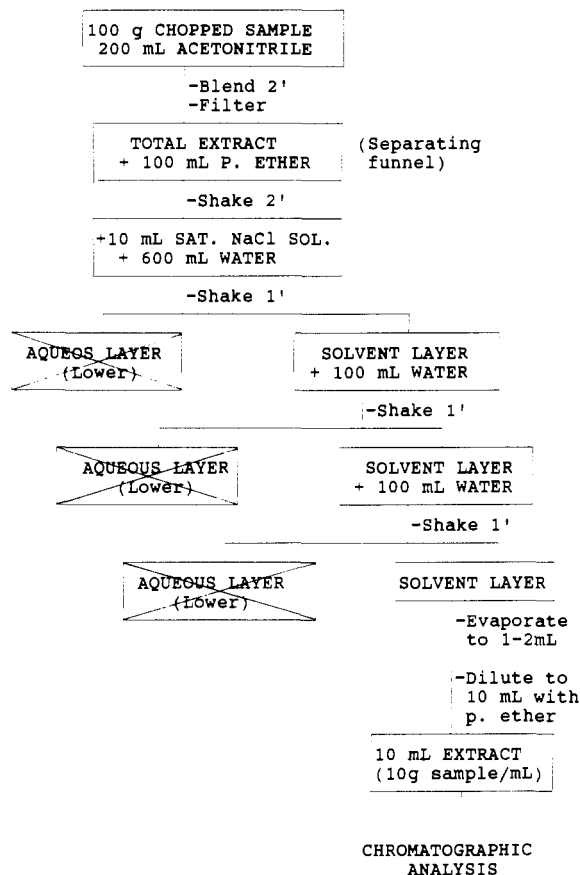 100 g CHOPPED SAMPLE
200 mL ACETONITRILE
-Blend 2'
-Filter
TOTAL EXTRACT
+ 100 mL P. ETHER
(Separating
funnel)
-Shake 2'
+10 mL SAT. NaCl SOL.
+ 600 mL WATER
-Shake 1'
AQUEOS LAYER
(Lower)
SOLVENT LAYER
+ 100 mL WATER
-Shake 1'
AQUEOUS LAYER
(Lower)
SOLVENT LAYER
+ 100 mL WATER
-Shake 1'
AQUEOUS LAYER
(Lower)
SOLVENT LAYER
-Evaporate
to 1-2mL
-Dilute to
10 mL with
p. ether
10 mL EXTRACT
(10g sample/mL)
CHROMATOGRAPHIC
ANALYSIS